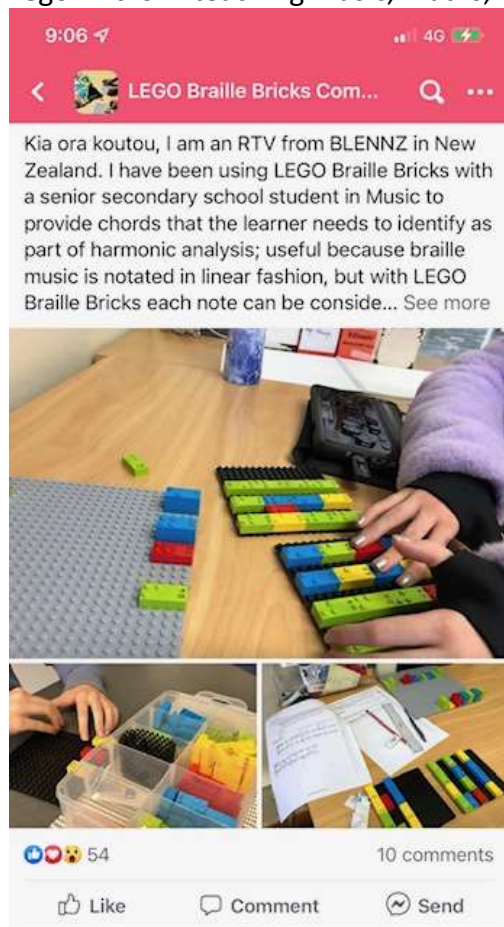 9:06
4G
LEGO Braille Bricks Com...
Kia ora koutou, I am an RTV from BLENNZ in New
Zealand. I have been using LEGO Braille Bricks with
a senior secondary school student in Music to
provide chords that the learner needs to identify as
part of harmonic analysis; useful because braille
music is notated in linear fashion, but with LEGO
Braille Bricks each note can be conside... See more
54
10 comments
Like
Comment
Send